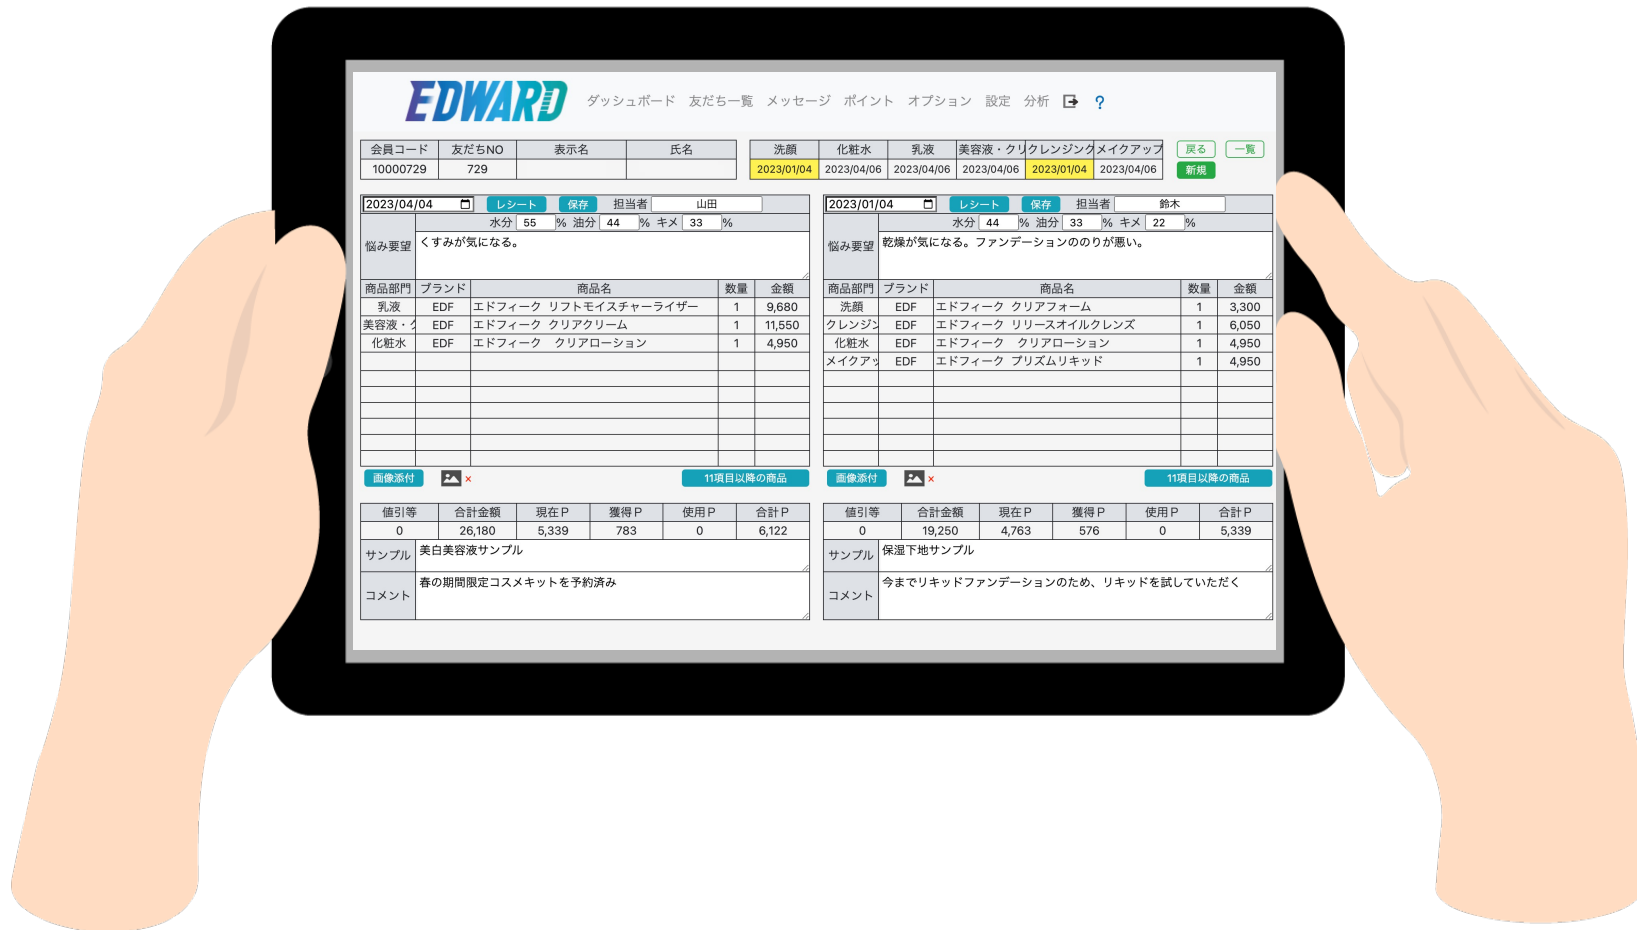 EDWARD ダッシュボード 友だち一覧 メッセージ ポイント オプション 設定 分析 ?
会員コード 友だちNO 表示名 氏名 洗顔 化粧水 乳液 美容液・クリ クレンジング メイクアップ 戻る 一覧
10000729 729 2023/01/04 2023/04/06 2023/04/06 2023/04/06 2023/01/04 2023/04/06 新規
2023/04/04 レシート 保存 担当者 山田
水分 55 % 油分 44 % キメ 33 %
悩み要望 くすみが気になる。
商品部門 ブランド 商品名 数量 金額
乳液 EDF エドフィーク リフトモイスチャーライザー 1 9,680
美容液・ク EDF エドフィーク クリアクリーム 1 11,550
化粧水 EDF エドフィーク クリアローション 1 4,950
画像添付 × 11項目以降の商品
値引等 合計金額 現在P 獲得P 使用P 合計P
0 26,180 5,339 783 0 6,122
サンプル 美白美容液サンプル
コメント 春の期間限定コスメキットを予約済み
2023/01/04 レシート 保存 担当者 鈴木
水分 44 % 油分 33 % キメ 22 %
悩み要望 乾燥が気になる。ファンデーションののりが悪い。
商品部門 ブランド 商品名 数量 金額
洗顔 EDF エドフィーク クリアフォーム 1 3,300
クレンジン EDF エドフィーク リリースオイルクレンズ 1 6,050
化粧水 EDF エドフィーク クリアローション 1 4,950
メイクアッ EDF エドフィーク プリズムリキッド 1 4,950
画像添付 × 11項目以降の商品
値引等 合計金額 現在P 獲得P 使用P 合計P
0 19,250 4,763 576 0 5,339
サンプル 保湿下地サンプル
コメント 今までリキッドファンデーションのため、リキッドを試していただく